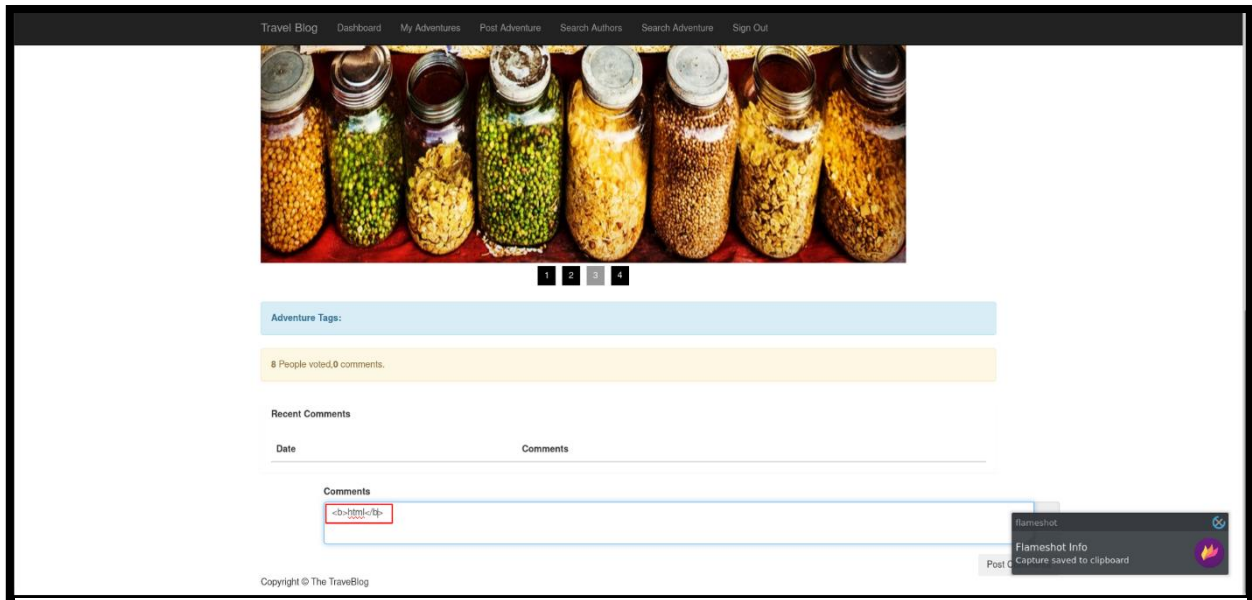 Travel Blog Dashboard My Adventures Post Adventure Search Authors Search Adventure Sign Out
1 2 3 4
Adventure Tags:
8 People voted,0 comments.
Recent Comments
Date Comments
Comments
<b>html</b>
flameshot
Flameshot Info
Capture saved to clipboard
Post
Copyright © The TraveBlog